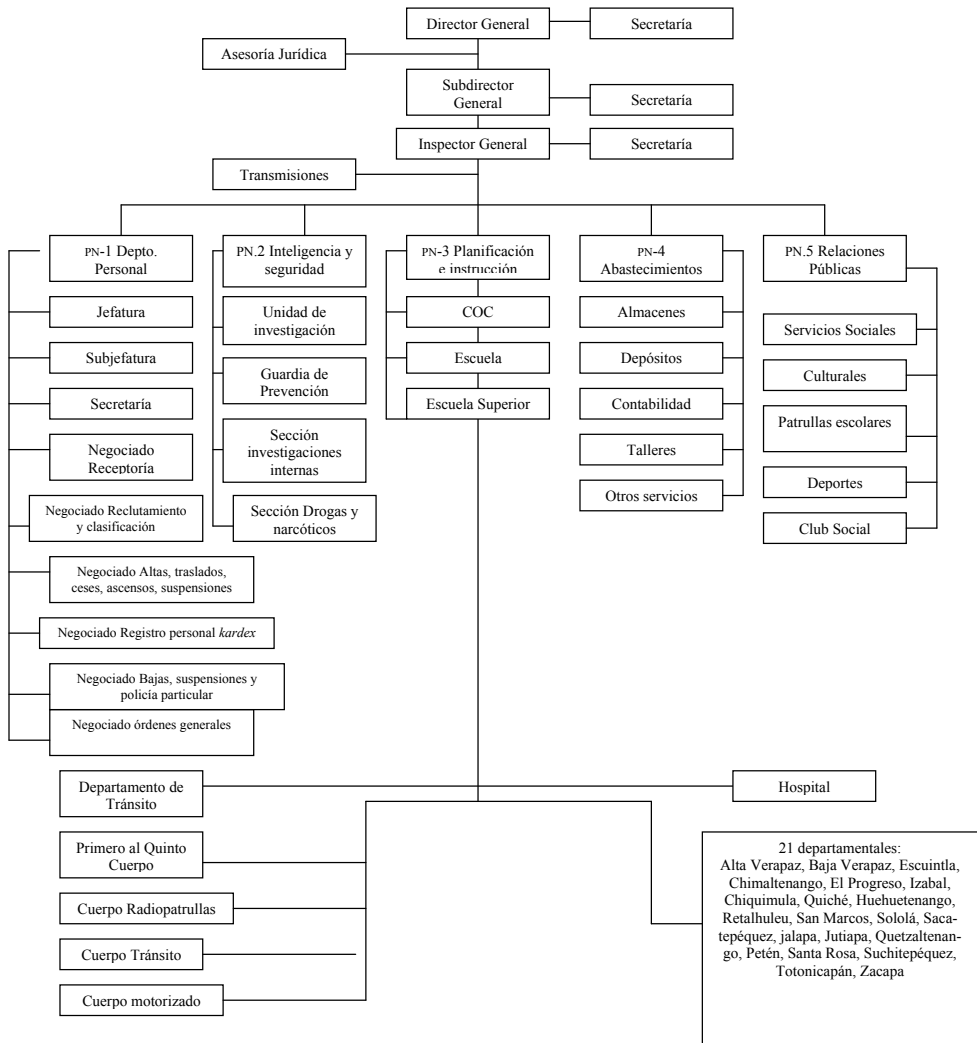 Director General
Secretaría
Asesoría Jurídica
Subdirector
General
Secretaría
Inspector General
Secretaría
Transmisiones
PN-1 Depto.
Personal
PN.2 Inteligencia y
seguridad
PN-3 Planificación
e instrucción
PN-4
Abastecimientos
PN.5 Relaciones
Públicas
Jefatura
Subjefatura
Secretaría
Negociado
Receptoría
Negociado Reclutamiento
y clasificación
Negociado Altas, traslados,
ceses, ascensos, suspensiones
Negociado Registro personal kardex
Negociado Bajas, suspensiones y
policía particular
Negociado órdenes generales
Unidad de
investigación
Guardia de
Prevención
Sección
investigaciones
internas
Sección Drogas y
narcóticos
COC
Escuela
Escuela Superior
Almacenes
Depósitos
Contabilidad
Talleres
Otros servicios
Servicios Sociales
Culturales
Patrullas escolares
Deportes
Club Social
Departamento de
Tránsito
Hospital
Primero al Quinto
Cuerpo
Cuerpo Radiopatrullas
Cuerpo Tránsito
Cuerpo motorizado
21 departamentales:
Alta Verapaz, Baja Verapaz, Escuintla,
Chimaltenango, El Progreso, Izabal,
Chiquimula, Quiché, Huehuetenango,
Retalhuleu, San Marcos, Sololá, Saca-
tepéquez, jalapa, Jutiapa, Quetzaltenan-
go, Petén, Santa Rosa, Suchitepéquez,
Totonicapán, Zacapa